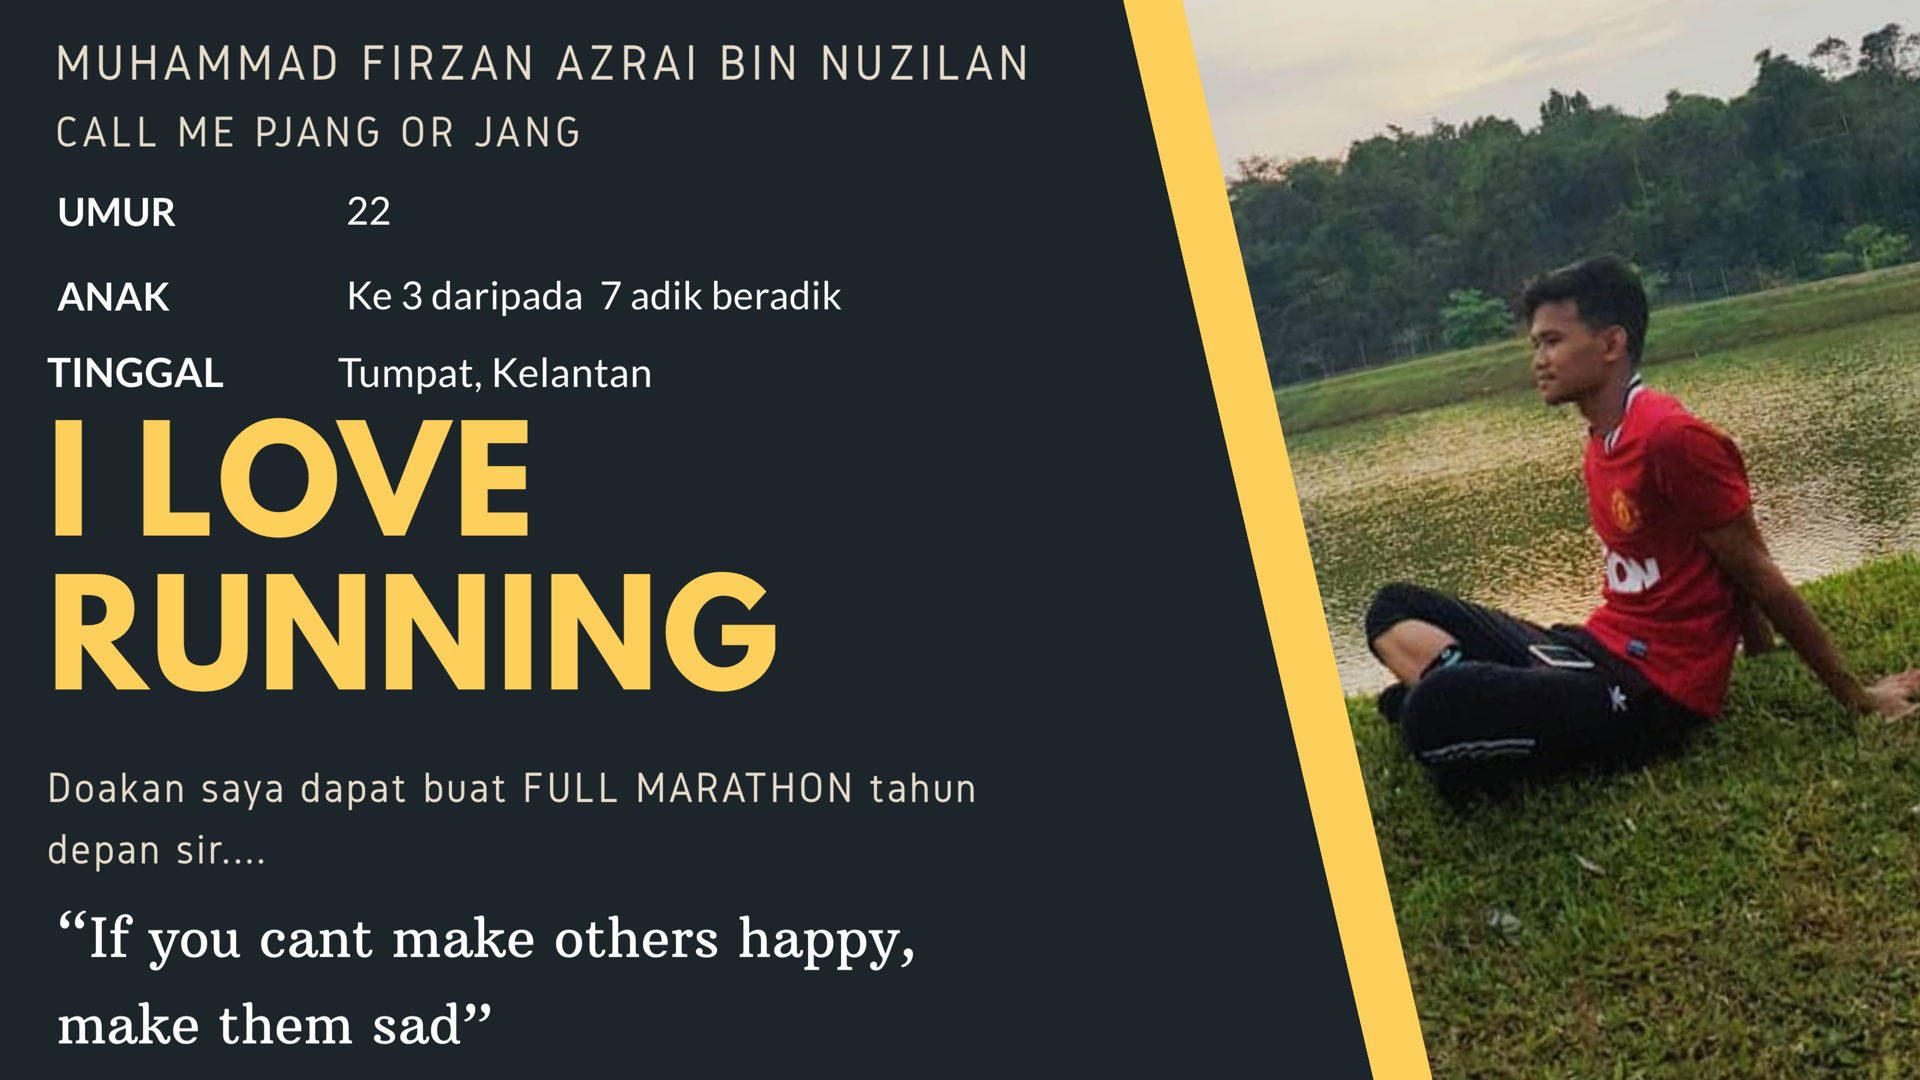 MUHAMMAD FIRZAN AZRAI BIN NUZILAN
CALL ME PJANG OR JANG
UMUR 22
ANAK Ke 3 daripada 7 adik beradik
TINGGAL Tumpat, Kelantan
I LOVE
RUNNING
Doakan saya dapat buat FULL MARATHON tahun
depan sir....
“If you cant make others happy,
make them sad”